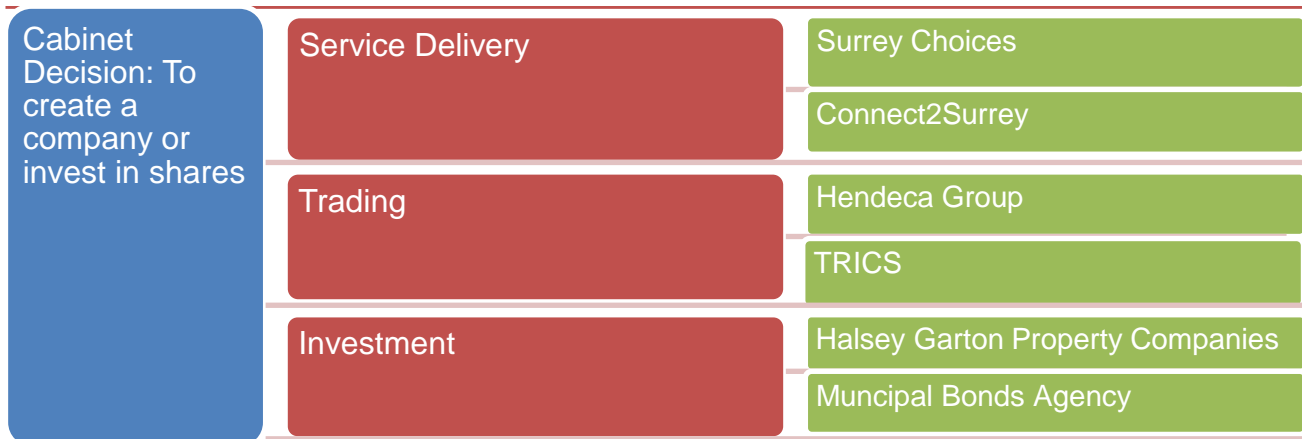 Cabinet
Decision: To
create a
company or
invest in shares
Service Delivery
Surrey Choices
Connect2Surrey
Trading
Hendeca Group
TRICS
Investment
Halsey Garton Property Companies
Muncipal Bonds Agency